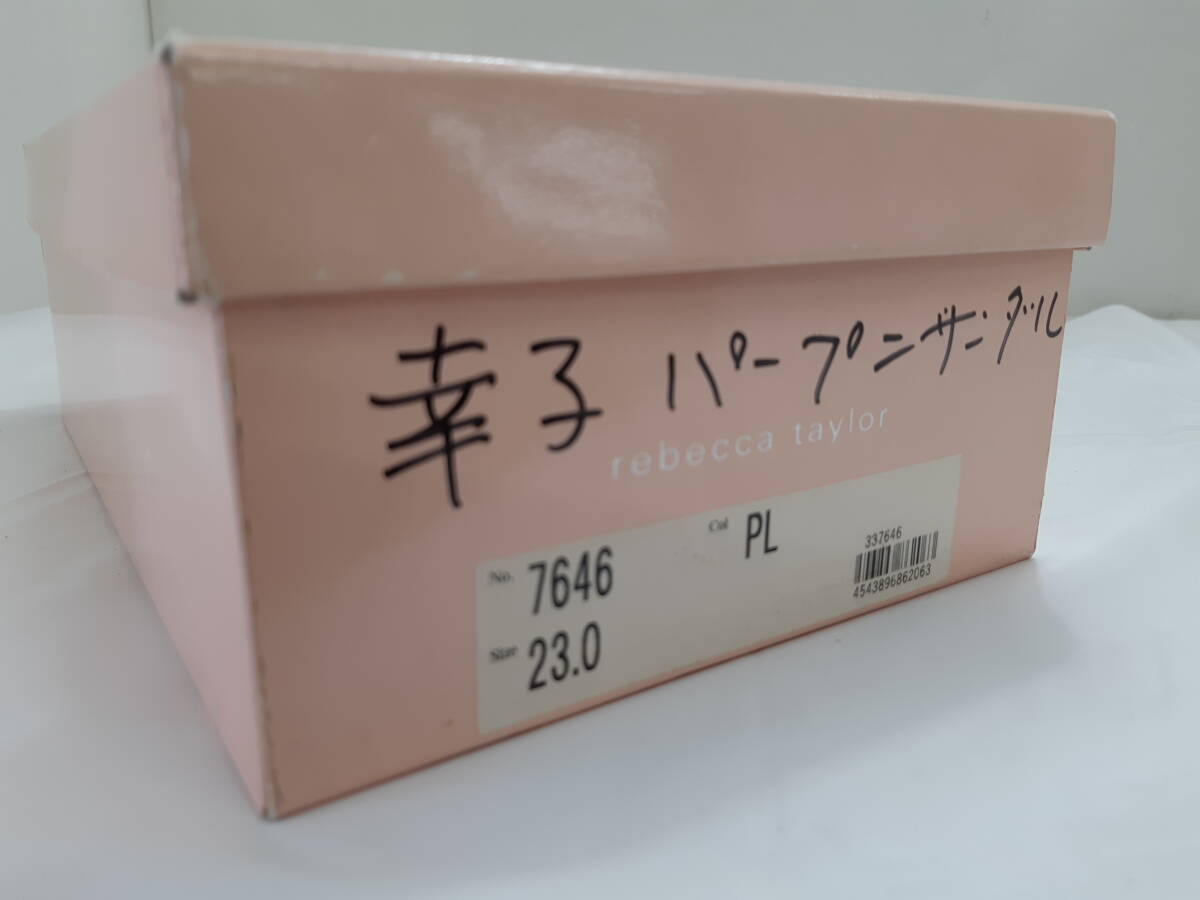 幸子 パープニサンダル
rebecca taylor
No. 7646 Col PL
337646
4543896862063
Size 23.0